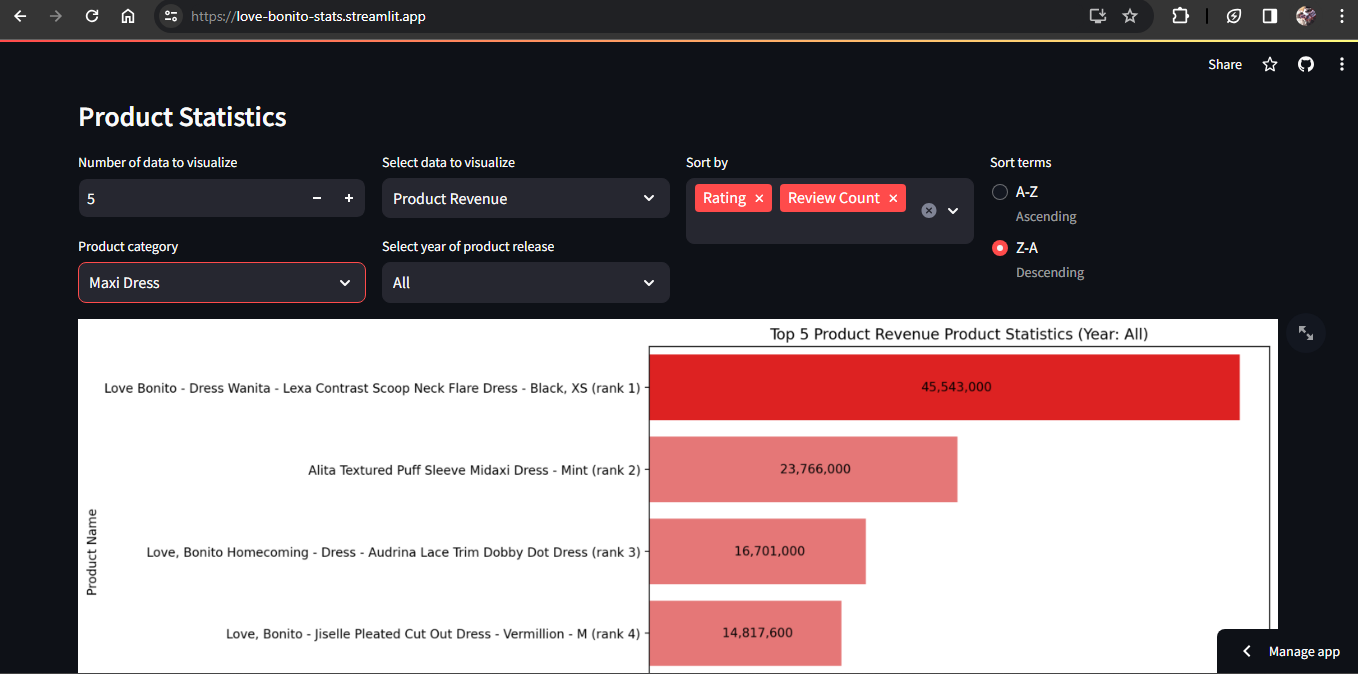 https://love-bonito-stats.streamlit.app
Share
Product Statistics
Number of data to visualize
5
Select data to visualize
Product Revenue
Sort by
Rating
Review Count
Sort terms
A-Z
Ascending
Z-A
Descending
Product category
Maxi Dress
Select year of product release
All
Top 5 Product Revenue Product Statistics (Year: All)
Product Name
Love Bonito - Dress Wanita - Lexa Contrast Scoop Neck Flare Dress - Black, XS (rank 1)
45,543,000
Alita Textured Puff Sleeve Midaxi Dress - Mint (rank 2)
23,766,000
Love, Bonito Homecoming - Dress - Audrina Lace Trim Dobby Dot Dress (rank 3)
16,701,000
Love, Bonito - Jiselle Pleated Cut Out Dress - Vermillion - M (rank 4)
14,817,600
Manage app